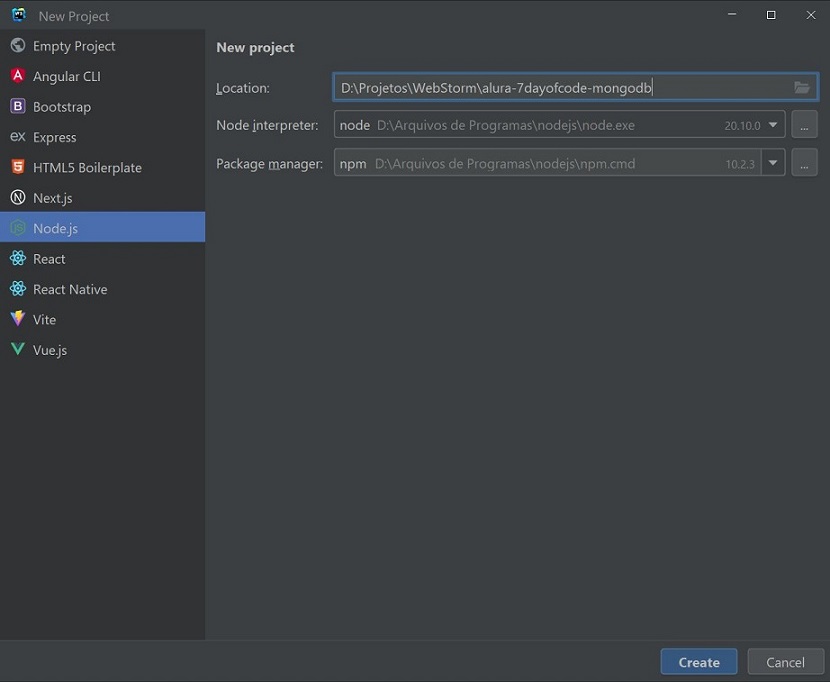 New Project
Empty Project
Angular CLI
Bootstrap
Express
HTML5 Boilerplate
Next.js
Node.js
React
React Native
Vite
Vue.js
New project
Location: D:\Projetos\WebStorm\alura-7dayofcode-mongodb
Node interpreter: node D:\Arquivos de Programas\nodejs\node.exe 20.10.0 ...
Package manager: npm D:\Arquivos de Programas\nodejs\npm.cmd 10.2.3 ...
Create Cancel